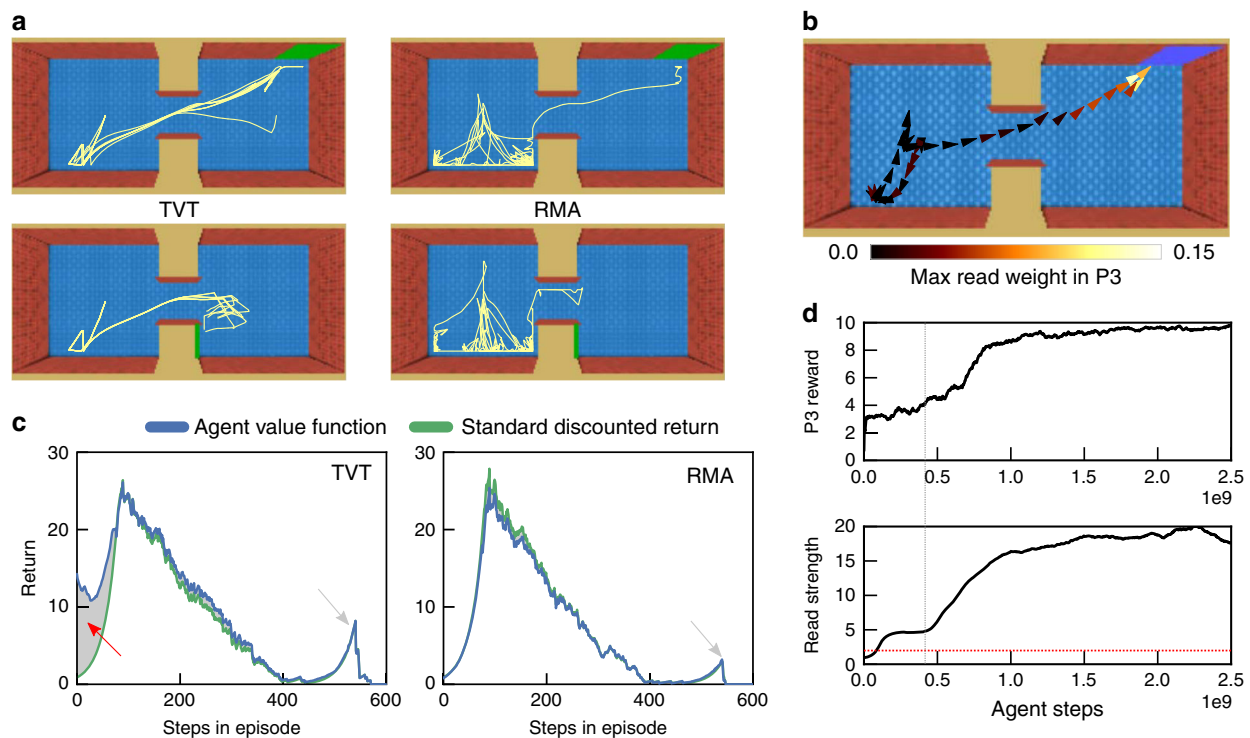 a
TVT
RMA
b
0.0
0.15
Max read weight in P3
c
Agent value function
Standard discounted return
30
20
10
0
Return
TVT
0
200
400
600
Steps in episode
30
20
10
0
RMA
0
200
400
600
Steps in episode
d
10
8
6
4
2
0
P3 reward
0.0
0.5
1.0
1.5
2.0
2.5
1e9
20
15
10
5
0
Read strength
0.0
0.5
1.0
1.5
2.0
2.5
1e9
Agent steps